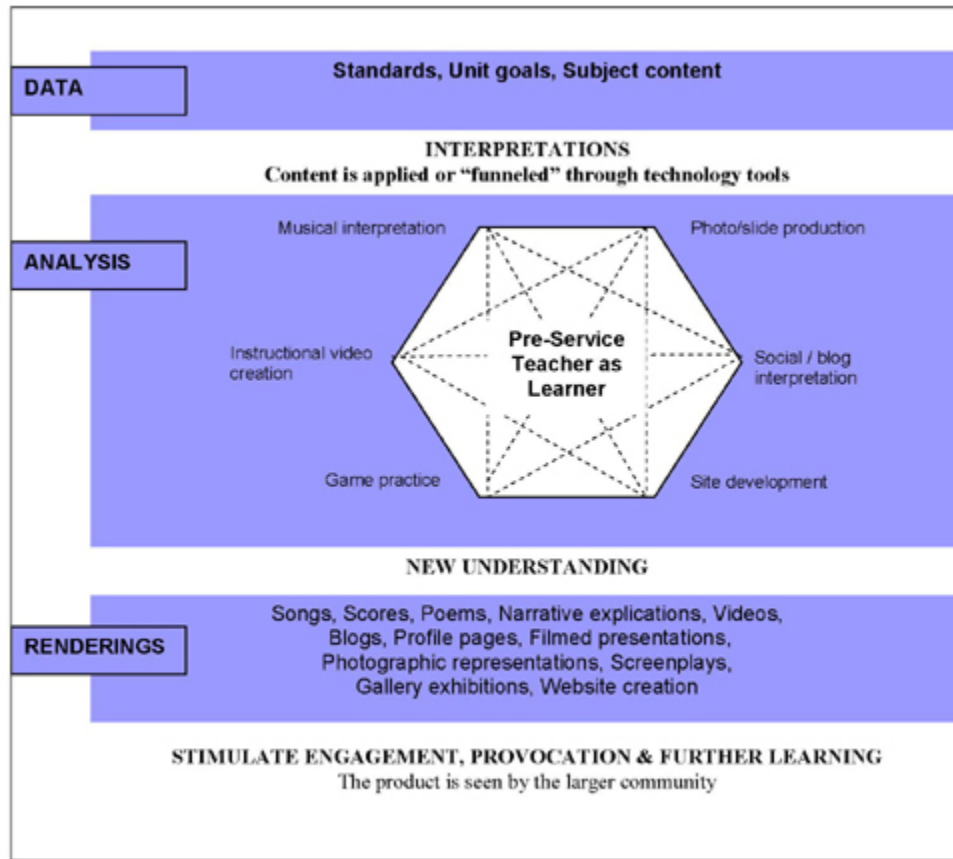 DATA
Standards, Unit goals, Subject content
INTERPRETATIONS
Content is applied or “funneled” through technology tools
ANALYSIS
Musical interpretation
Photo/slide production
Instructional video
creation
Pre-Service
Teacher as
Learner
Social / blog
interpretation
Game practice
Site development
NEW UNDERSTANDING
RENDERINGS
Songs, Scores, Poems, Narrative explications, Videos,
Blogs, Profile pages, Filmed presentations,
Photographic representations, Screenplays,
Gallery exhibitions, Website creation
STIMULATE ENGAGEMENT, PROVOCATION & FURTHER LEARNING
The product is seen by the larger community